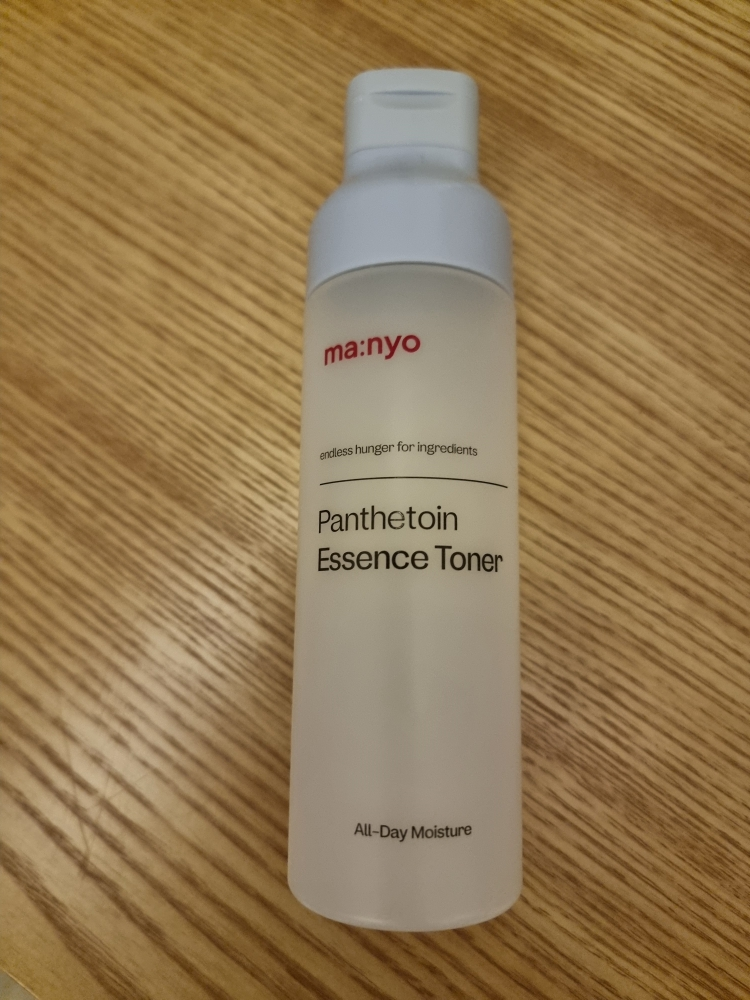 ma:nyo
endless hunger for ingredients
Panthetoin
Essence Toner
All-Day Moisture